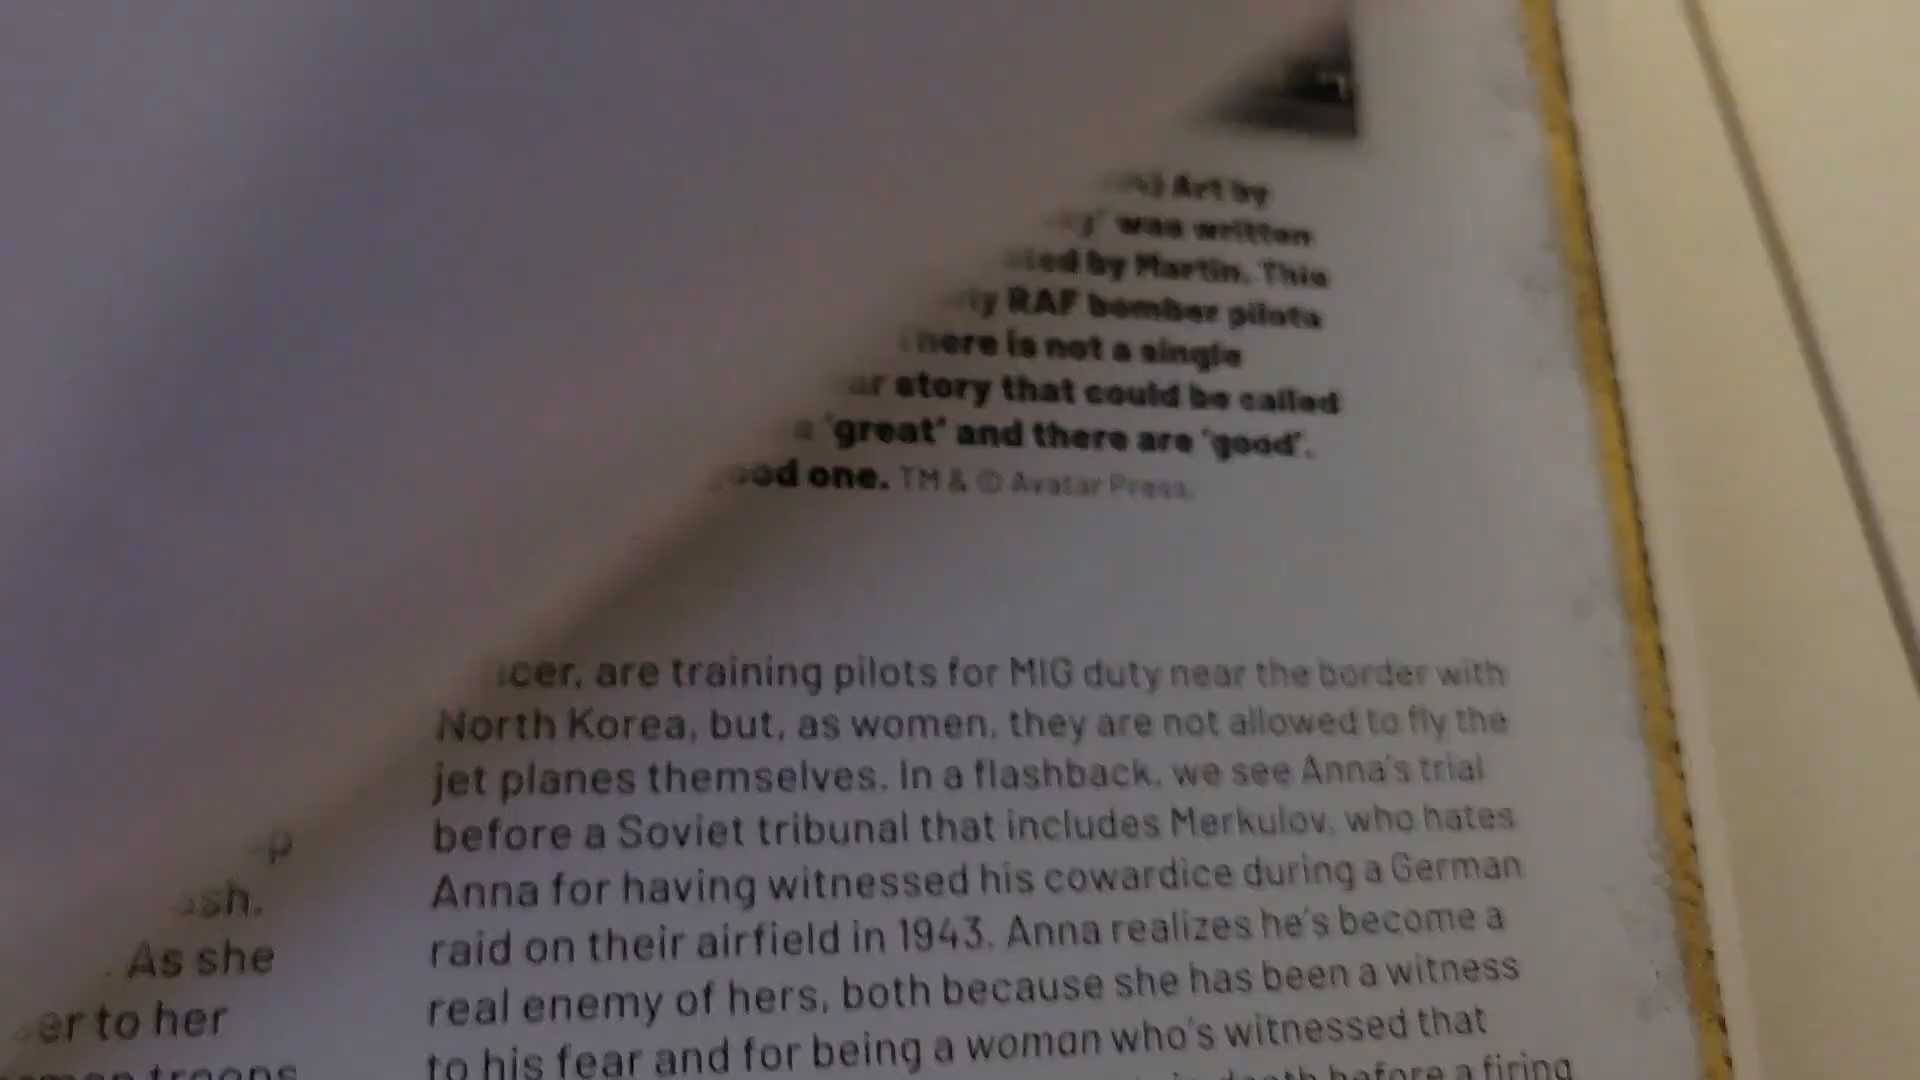 Art by
was written
by Martin. This
RAF bomber pilots
here is not a single
story that could be called
'great' and there are 'good'.
one. TM & © Avatar Press.
are training pilots for MIG duty near the border with
North Korea, but, as women, they are not allowed to fly the
jet planes themselves. In a flashback, we see Anna's trial
before a Soviet tribunal that includes Merkulov, who hates
Anna for having witnessed his cowardice during a German
raid on their airfield in 1943. Anna realizes he's become a
real enemy of hers, both because she has been a witness
to his fear and for being a woman who's witnessed that
before a firing
As she
to her
troops